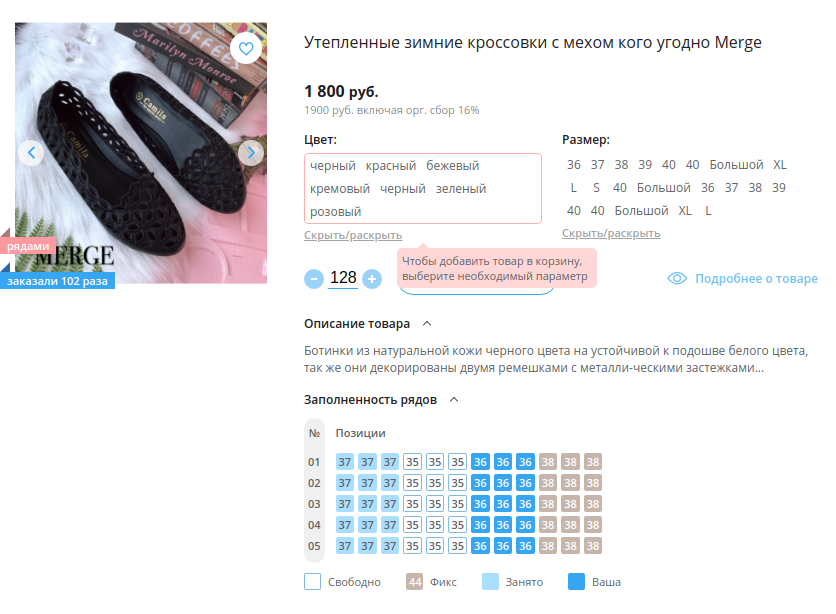 COFFEES
Marilyn Monroe
Camila
Camila
MERGE
рядами
заказали 102 раза
Утепленные зимние кроссовки с мехом кого угодно Merge
1 800 руб.
1900 руб. включая орг. сбор 16%
Цвет:
черный красный бежевый
кремовый черный зеленый
розовый
Скрыть/раскрыть
Размер:
36 37 38 39 40 40 Большой XL
L S 40 Большой 36 37 38 39
40 40 Большой XL L
Скрыть/раскрыть
Чтобы добавить товар в корзину,
выберите необходимый параметр
− 128 +
Подробнее о товаре
Описание товара
Ботинки из натуральной кожи черного цвета на устойчивой к подошве белого цвета,
так же они декорированы двумя ремешками с металли-ческими застежками...
Заполненность рядов
№ Позиции
01 37 37 37 35 35 35 36 36 36 38 38 38
02 37 37 37 35 35 35 36 36 36 38 38 38
03 37 37 37 35 35 35 36 36 36 38 38 38
04 37 37 37 35 35 35 36 36 36 38 38 38
05 37 37 37 35 35 35 36 36 36 38 38 38
Свободно 44 Фикс Занято Ваша